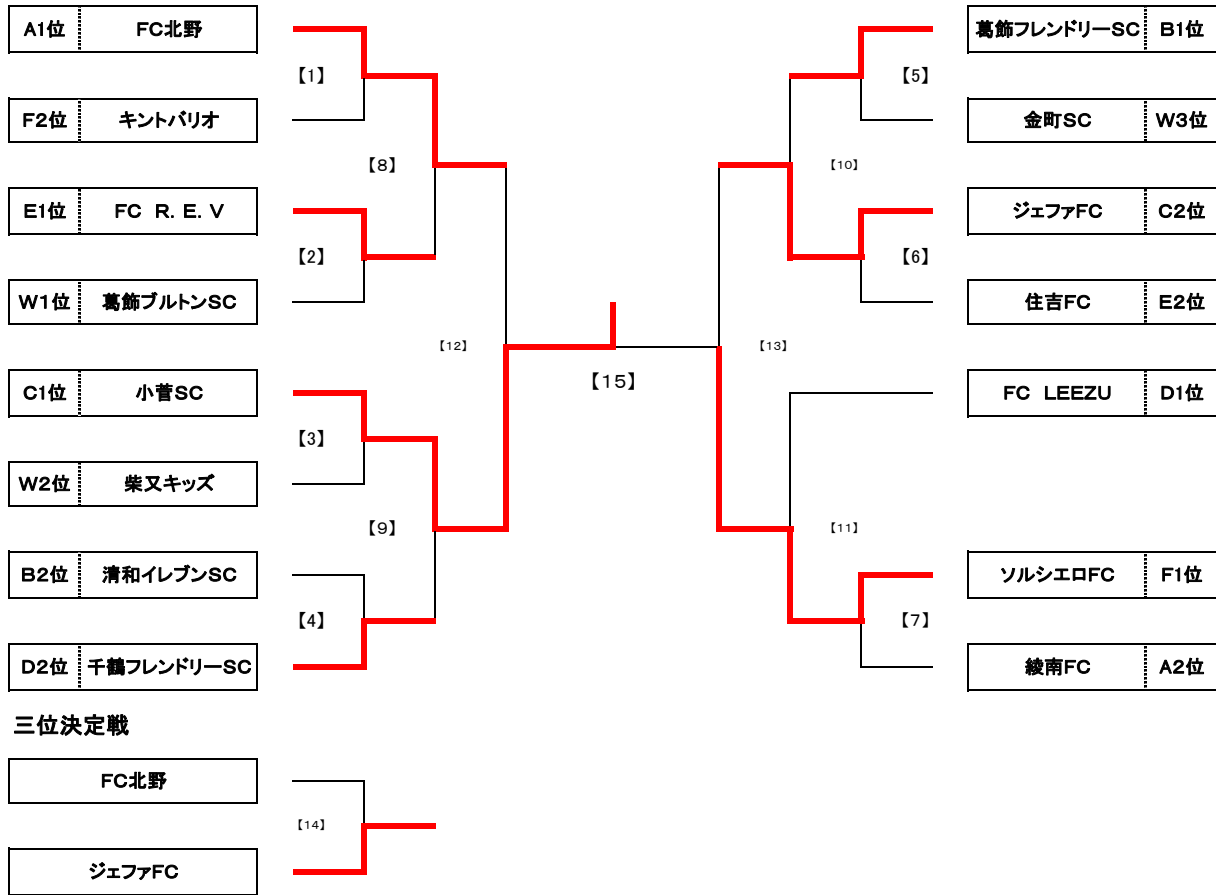 A1位 FC北野
【1】
F2位 キントバリオ
【8】
E1位 FC R.E.V
【2】
W1位 葛飾ブルトンSC
【12】
C1位 小菅SC
【3】
W2位 柴又キッズ
【9】
B2位 清和イレブンSC
【4】
D2位 千鶴フレンドリーSC
【15】
葛飾フレンドリーSC B1位
【5】
金町SC W3位
【10】
ジェファFC C2位
【6】
住吉FC E2位
【13】
FC LEEZU D1位
【11】
ソルシエロFC F1位
【7】
綾南FC A2位
三位決定戦
FC北野
【14】
ジェファFC